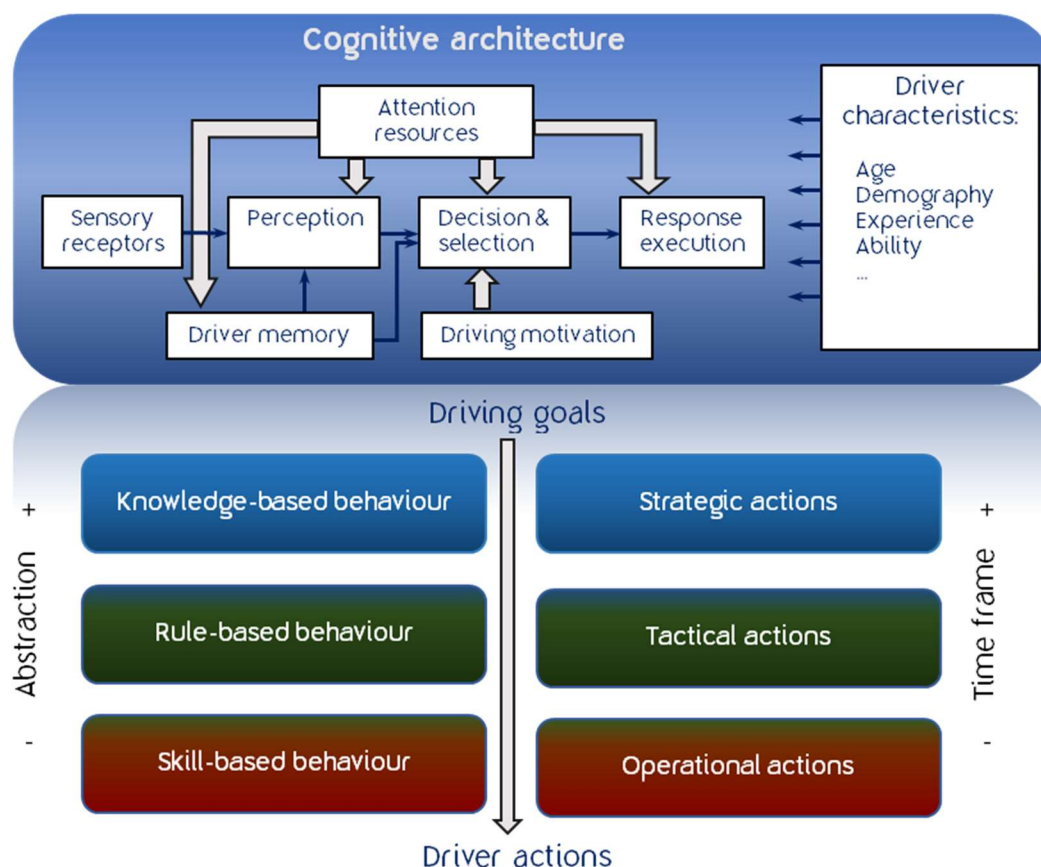 Cognitive architecture
Attention
resources
Driver
characteristics:
Age
Demography
Experience
Ability
...
Sensory
receptors
Perception
Decision &
selection
Response
execution
Driver memory
Driving motivation
Driving goals
+
Abstraction
-
Knowledge-based behaviour
Strategic actions
Rule-based behaviour
Tactical actions
Skill-based behaviour
Operational actions
+
Time frame
-
Driver actions